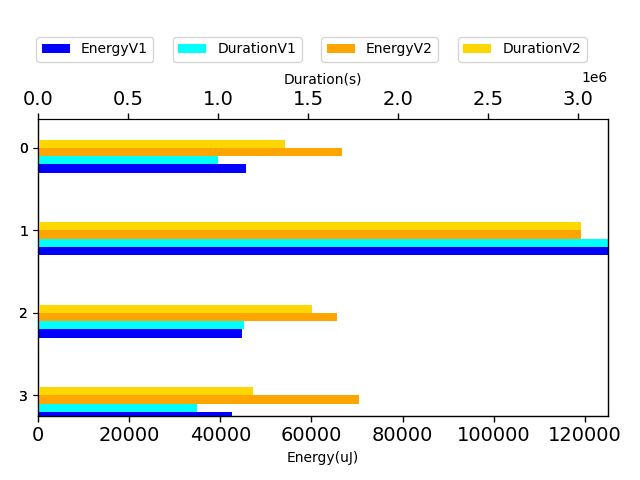 EnergyV1 DurationV1 EnergyV2 DurationV2
Duration(s)
1e6
0.0 0.5 1.0 1.5 2.0 2.5 3.0
0
1
2
3
0 20000 40000 60000 80000 100000 120000
Energy(uJ)